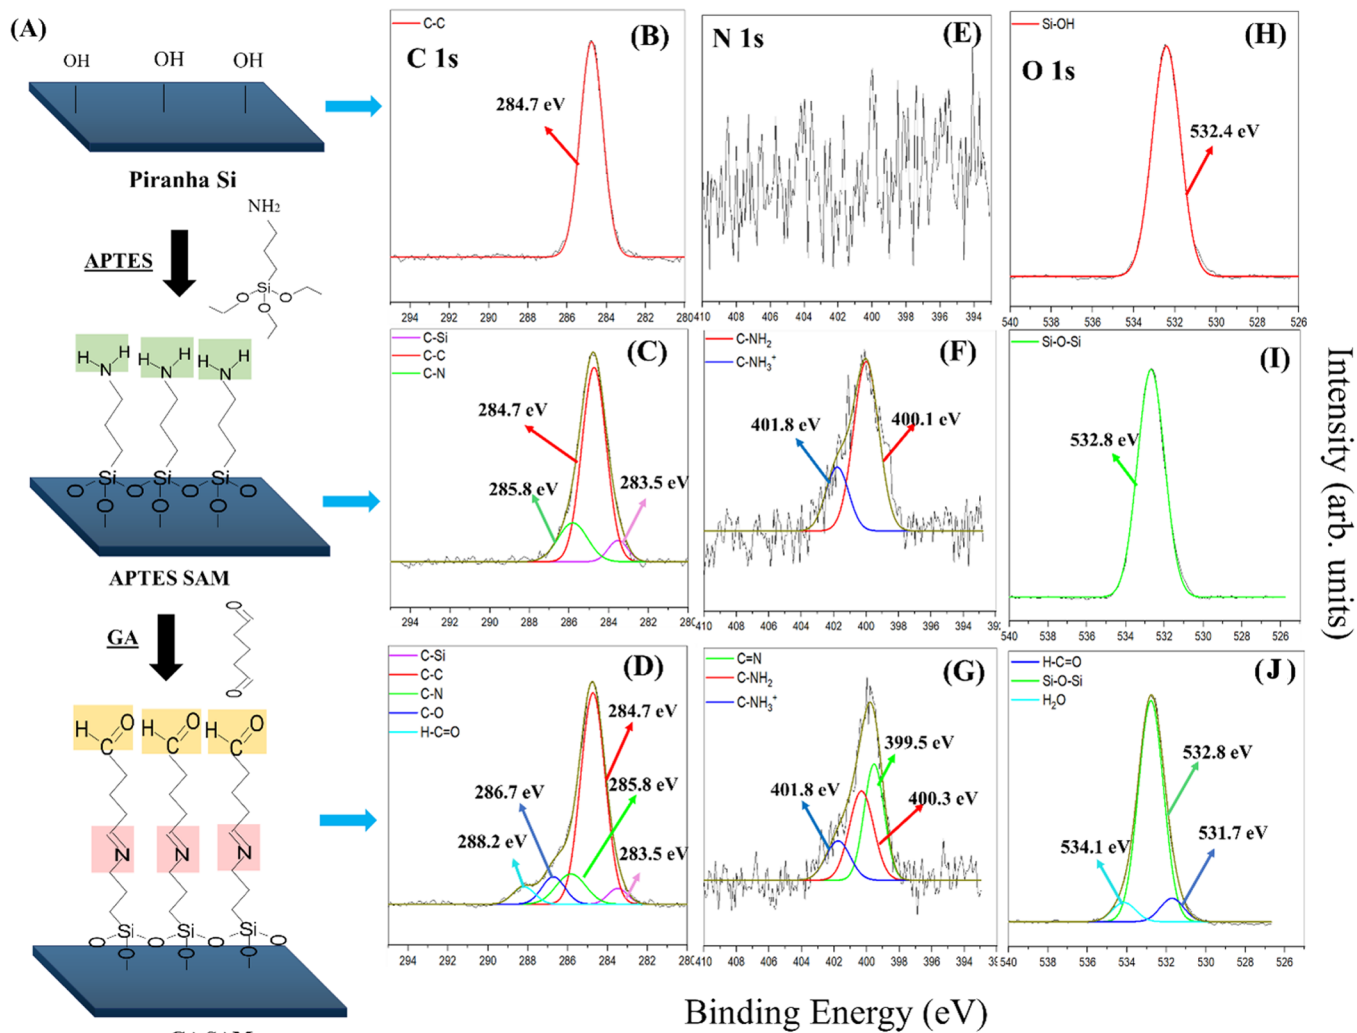 (A)
OH OH OH
Piranha Si
APTES
NH2
Si
O O
O
H H H H H H
N N N
Si Si Si
O O O O
O O O
APTES SAM
GA
O
O
H O H O H O
C C C
N N N
Si Si Si
O O O O
O O O
C-C
(B)
C 1s
284.7 eV
294 292 290 288 286 284 282 280
C-Si
C-C
C-N
(C)
284.7 eV
285.8 eV
283.5 eV
294 292 290 288 286 284 282
C-Si
C-C
C-N
C-O
H-C=O
(D)
284.7 eV
286.7 eV
285.8 eV
288.2 eV
283.5 eV
294 292 290 288 286 284 282
N 1s
(E)
410 408 406 404 402 400 398 396 394
C-NH2
C-NH3+
(F)
401.8 eV
400.1 eV
410 408 406 404 402 400 398 396 394
C=N
C-NH2
C-NH3+
(G)
399.5 eV
401.8 eV
400.3 eV
410 408 406 404 402 400 398 396
Si-OH
(H)
O 1s
532.4 eV
540 538 536 534 532 530 528 526
Si-O-Si
(I)
532.8 eV
540 538 536 534 532 530 528 526
H-C=O
Si-O-Si
H2O
(J)
532.8 eV
534.1 eV
531.7 eV
540 538 536 534 532 530 528 526
Binding Energy (eV)
Intensity (arb. units)